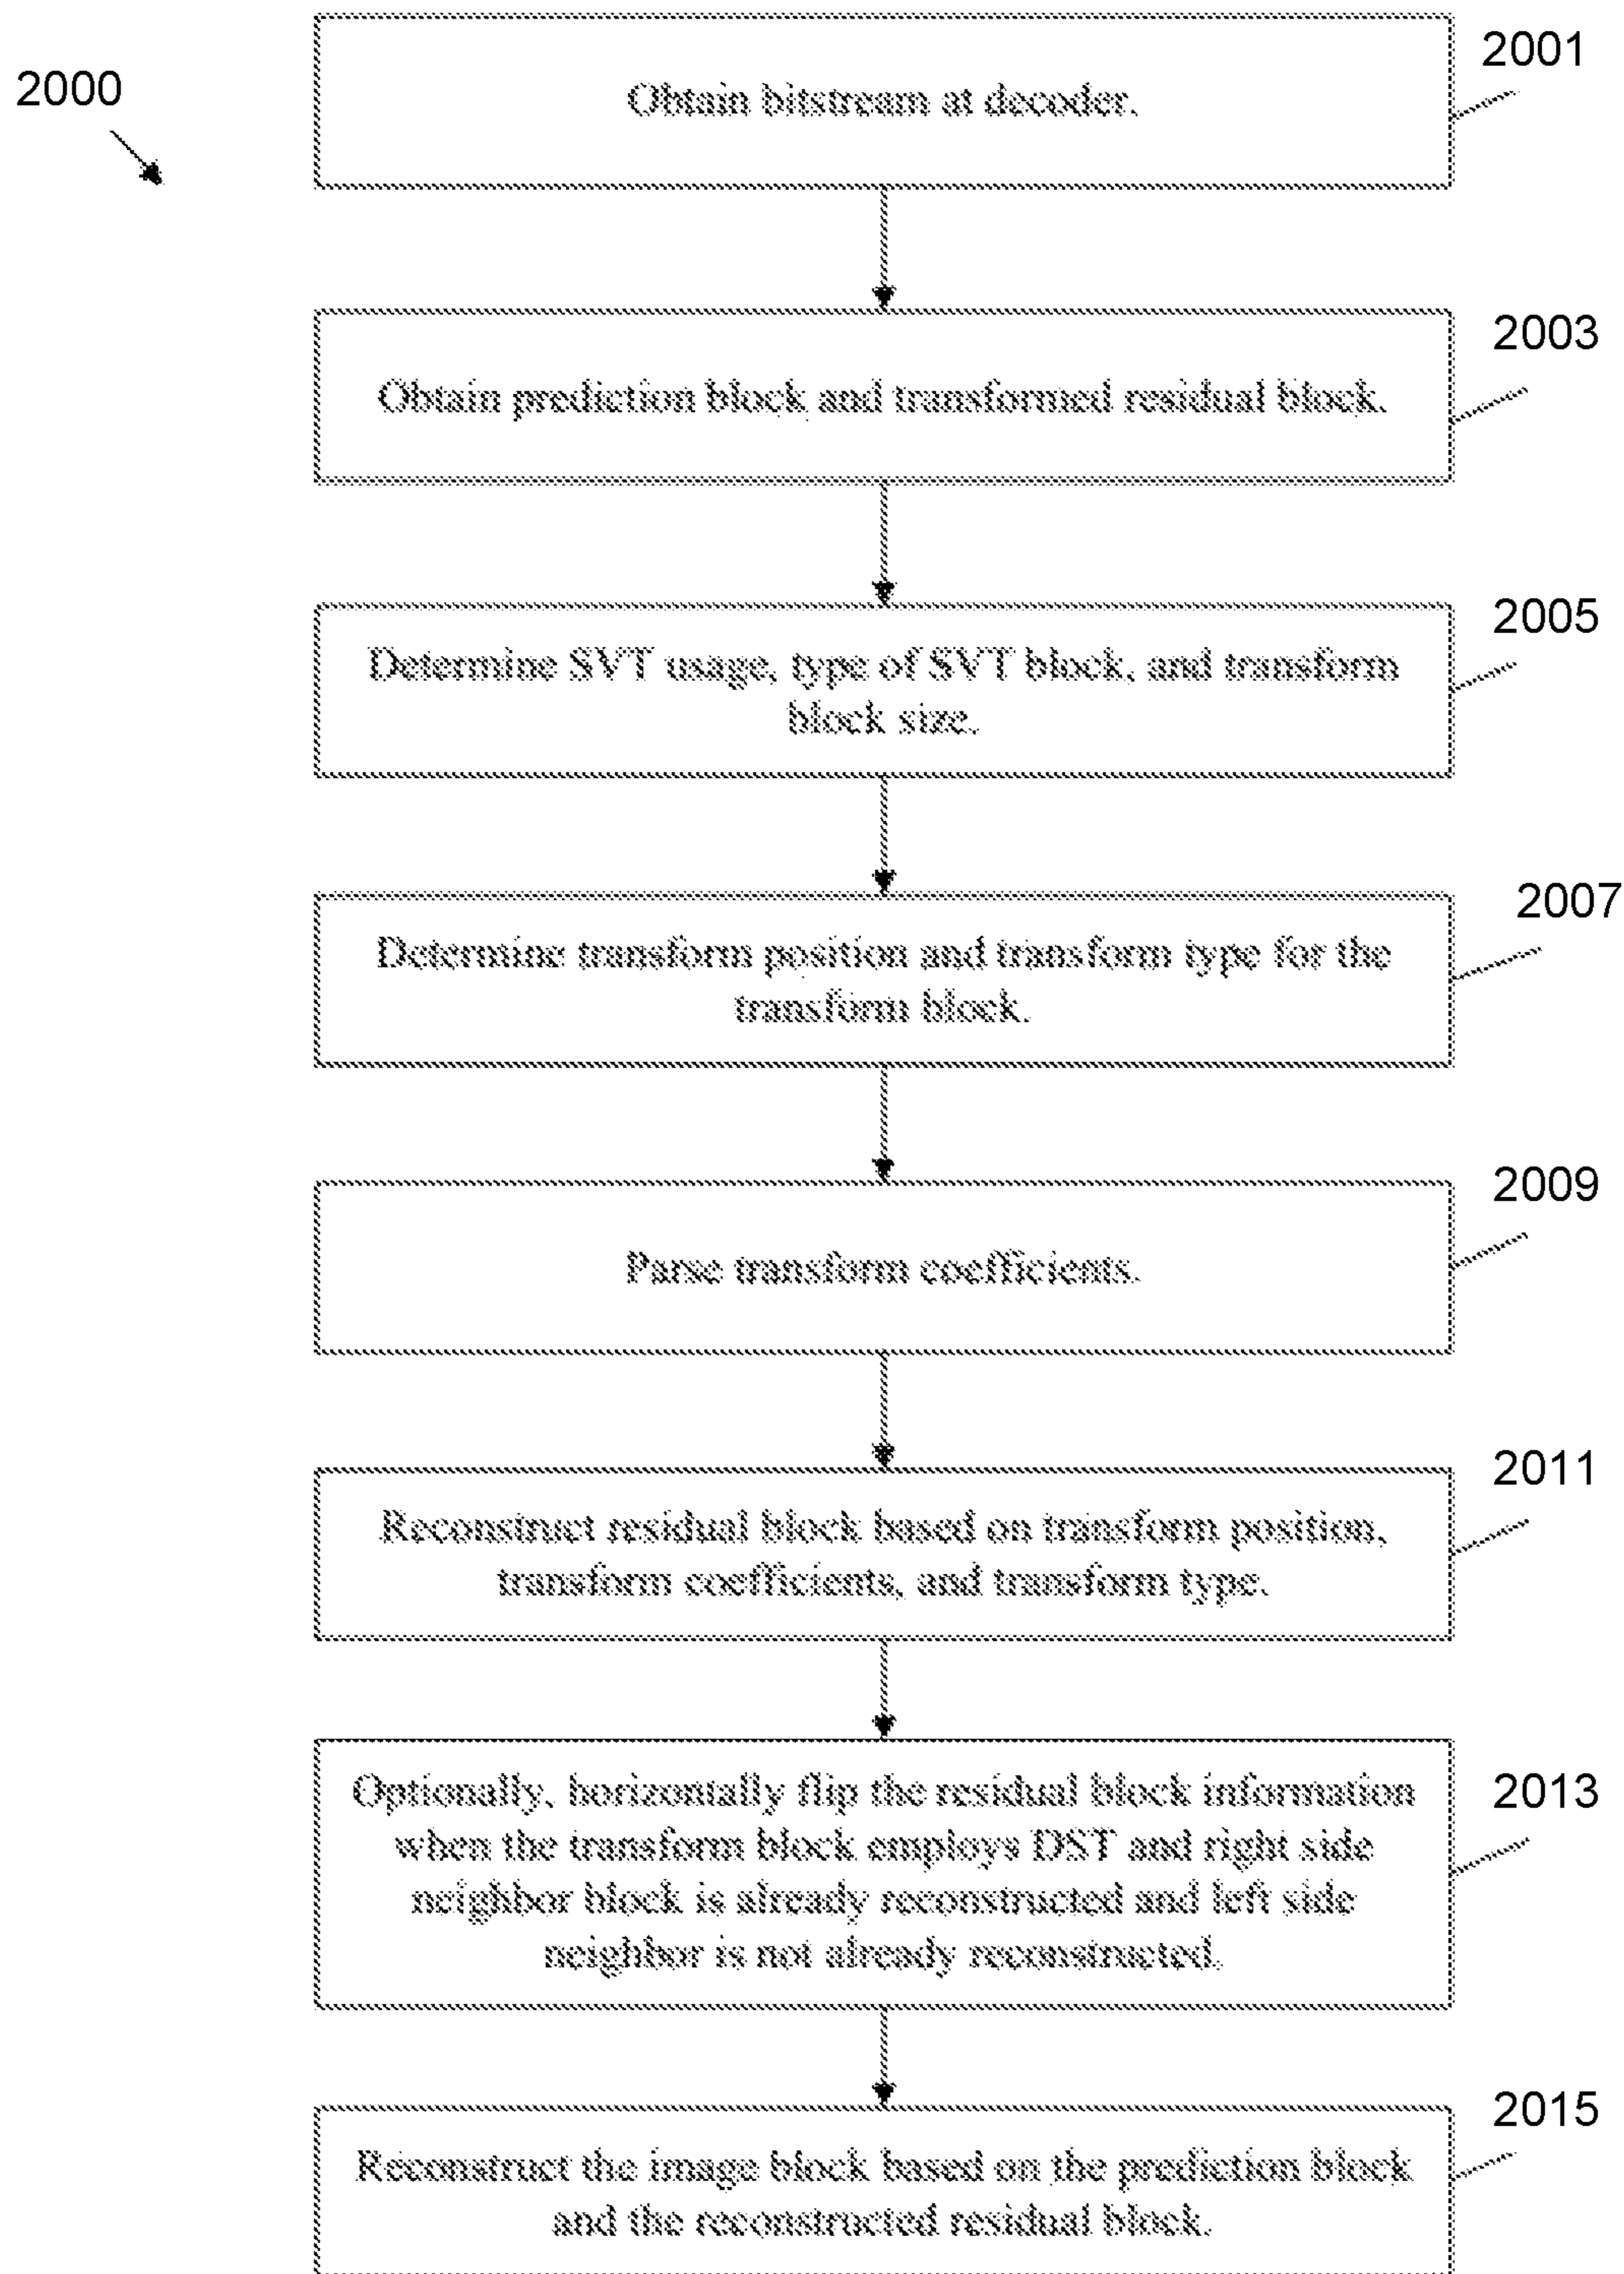 2000
2001
Obtain bitstream at decoder.
2003
Obtain prediction block and transformed residual block.
2005
Determine SVT usage, type of SVT block, and transform
block size.
2007
Determine transform position and transform type for the
transform block.
2009
Parse transform coefficients.
2011
Reconstruct residual block based on transform position,
transform coefficients, and transform type.
2013
Optionally, horizontally flip the residual block information
when the transform block employs DST and right side
neighbor block is already reconstructed and left side
neighbor is not already reconstructed.
2015
Reconstruct the image block based on the prediction block
and the reconstructed residual block.